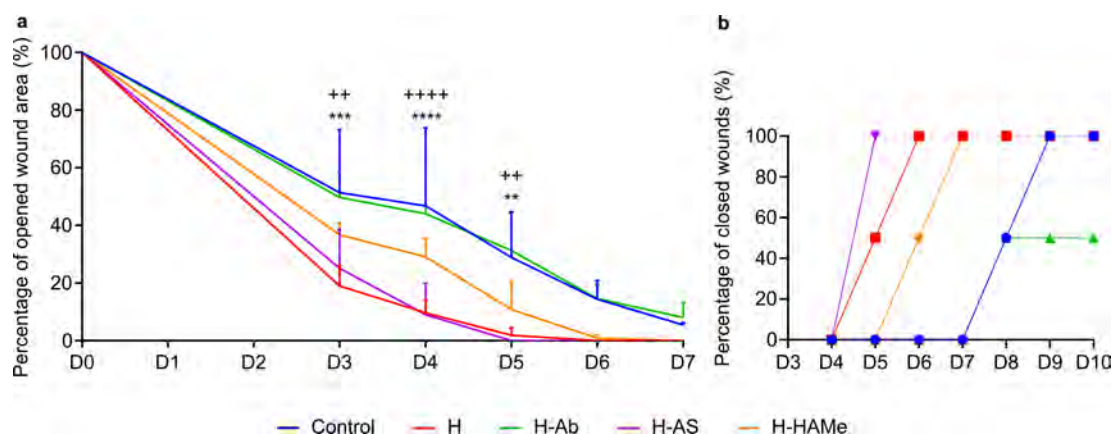 a
Percentage of opened wound area (%)
100
80
60
40
20
0
++
***
++++
****
++
**
D0 D1 D2 D3 D4 D5 D6 D7
b
Percentage of closed wounds (%)
100
80
60
40
20
0
D3 D4 D5 D6 D7 D8 D9 D10
Control H H-Ab H-AS H-HAMe